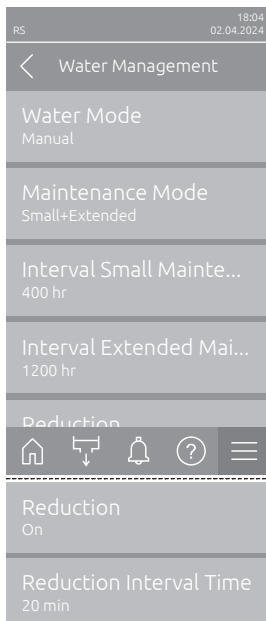 18:04
RS 02.04.2024
Water Management
Water Mode
Manual
Maintenance Mode
Small+Extended
Interval Small Mainte...
400 hr
Interval Extended Mai...
1200 hr
Reduction
?
Reduction
On
Reduction Interval Time
20 min